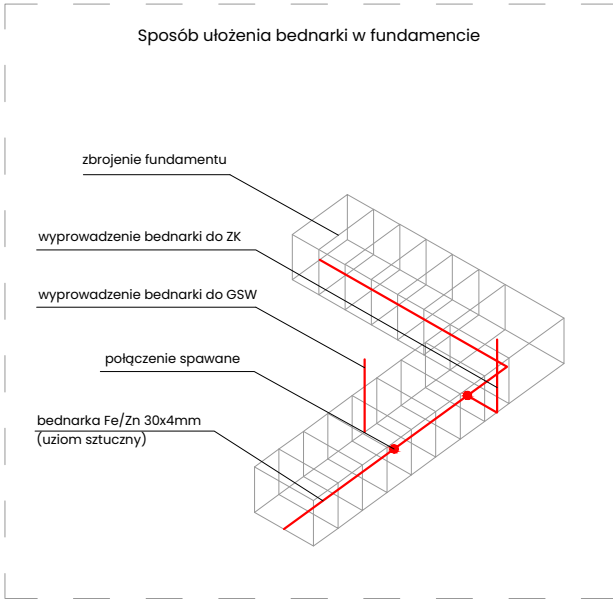 Sposób ułożenia bednarki w fundamencie
zbrojenie fundamentu
wyprowadzenie bednarki do ZK
wyprowadzenie bednarki do GSW
połączenie spawane
bednarka Fe/Zn 30x4mm
(uziom sztuczny)